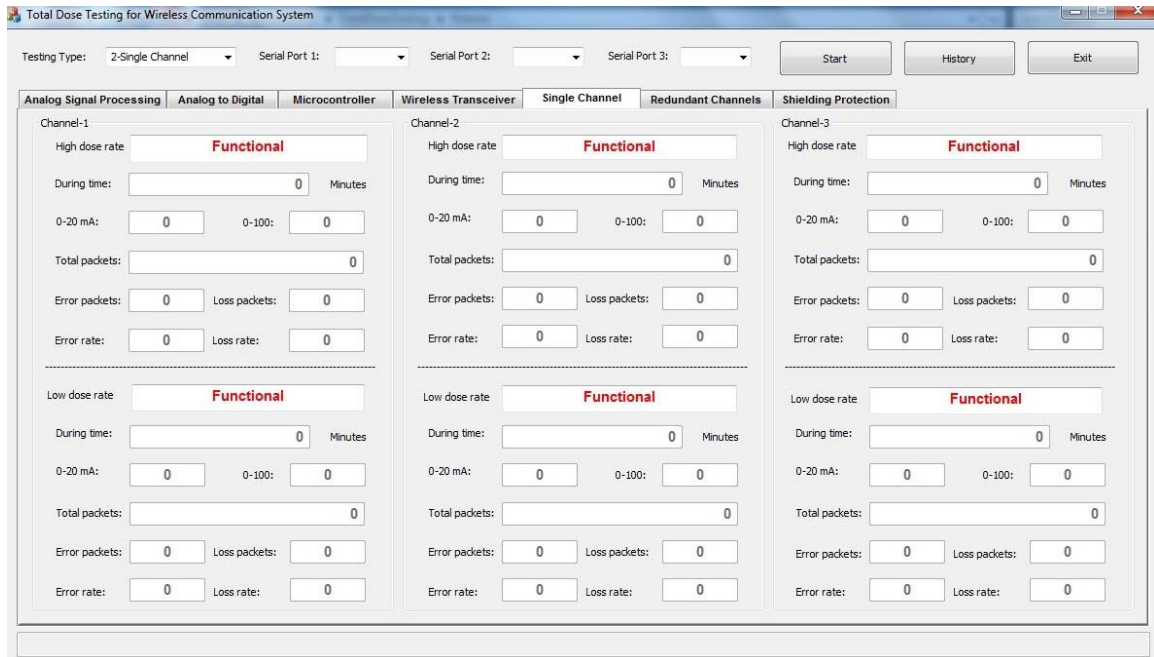 Total Dose Testing for Wireless Communication System
Testing Type: 2-Single Channel Serial Port 1: Serial Port 2: Serial Port 3: Start History Exit
Analog Signal Processing Analog to Digital Microcontroller Wireless Transceiver Single Channel Redundant Channels Shielding Protection
Channel-1
High dose rate Functional
During time: 0 Minutes
0-20 mA: 0 0-100: 0
Total packets: 0
Error packets: 0 Loss packets: 0
Error rate: 0 Loss rate: 0
Low dose rate Functional
During time: 0 Minutes
0-20 mA: 0 0-100: 0
Total packets: 0
Error packets: 0 Loss packets: 0
Error rate: 0 Loss rate: 0
Channel-2
High dose rate Functional
During time: 0 Minutes
0-20 mA: 0 0-100: 0
Total packets: 0
Error packets: 0 Loss packets: 0
Error rate: 0 Loss rate: 0
Low dose rate Functional
During time: 0 Minutes
0-20 mA: 0 0-100: 0
Total packets: 0
Error packets: 0 Loss packets: 0
Error rate: 0 Loss rate: 0
Channel-3
High dose rate Functional
During time: 0 Minutes
0-20 mA: 0 0-100: 0
Total packets: 0
Error packets: 0 Loss packets: 0
Error rate: 0 Loss rate: 0
Low dose rate Functional
During time: 0 Minutes
0-20 mA: 0 0-100: 0
Total packets: 0
Error packets: 0 Loss packets: 0
Error rate: 0 Loss rate: 0